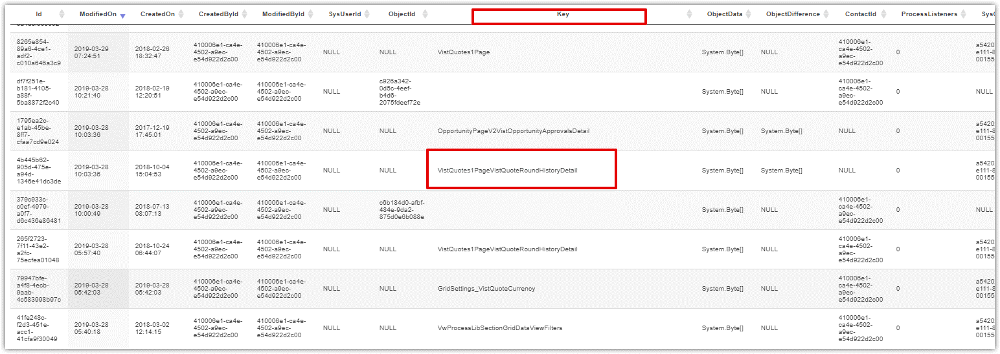 Id ModifiedOn CreatedOn CreatedById ModifiedById SysUserId ObjectId Key ObjectData ObjectDifference ContactId ProcessListeners
8265e854-
89a6-4ce1-
adf2-
c010a646a3c9 2019-03-29
07:24:51 2018-02-26
18:32:47 410006e1-ca4e-
4502-a9ec-
e54d922d2c00 410006e1-ca4e-
4502-a9ec-
e54d922d2c00 NULL NULL VistQuotes1Page System.Byte[] NULL 410006e1-
ca4e-4502-
a9ec-
e54d922d2c00 0 a5420
e111-8
00155
df7f251e-
b181-4105-
a88f-
5ba8872f2c40 2019-03-28
10:21:40 2018-02-19
12:20:51 410006e1-ca4e-
4502-a9ec-
e54d922d2c00 410006e1-ca4e-
4502-a9ec-
e54d922d2c00 NULL c926a342-
0d5c-4eef-
b4d6-
2075fdeef72e System.Byte[] NULL 410006e1-
ca4e-4502-
a9ec-
e54d922d2c00 0 NULL
1795ea2c-
e1ab-45be-
8ff7-
cfaa7cd9e024 2019-03-28
10:03:36 2017-12-19
17:45:01 410006e1-ca4e-
4502-a9ec-
e54d922d2c00 410006e1-ca4e-
4502-a9ec-
e54d922d2c00 NULL NULL OpportunityPageV2VistOpportunityApprovalsDetail System.Byte[] System.Byte[] NULL 0 a5420
e111-8
00155
4b445b62-
905d-475e-
a94d-
1346e41dc3de 2019-03-28
10:03:36 2018-10-04
15:04:53 410006e1-ca4e-
4502-a9ec-
e54d922d2c00 410006e1-ca4e-
4502-a9ec-
e54d922d2c00 NULL NULL VistQuotes1PageVistQuoteRoundHistoryDetail System.Byte[] System.Byte[] NULL 0 a5420
e111-8
00155
379c933c-
c0ef-4979-
a0f7-
d6c436e86481 2019-03-28
10:00:49 2018-07-13
08:07:13 410006e1-ca4e-
4502-a9ec-
e54d922d2c00 410006e1-ca4e-
4502-a9ec-
e54d922d2c00 NULL c6b184d0-afbf-
484e-9da2-
875d0e6b088e System.Byte[] NULL 410006e1-
ca4e-4502-
a9ec-
e54d922d2c00 0 NULL
265f2723-
7f11-43e2-
a2fc-
75ecfea01048 2019-03-28
05:57:40 2018-10-24
06:44:07 410006e1-ca4e-
4502-a9ec-
e54d922d2c00 410006e1-ca4e-
4502-a9ec-
e54d922d2c00 NULL NULL VistQuotes1PageVistQuoteRoundHistoryDetail System.Byte[] NULL 410006e1-
ca4e-4502-
a9ec-
e54d922d2c00 0 a5420
e111-8
00155
79947bfe-
a4f8-4ecb-
9aab-
4c583998b97c 2019-03-28
05:42:03 2019-03-28
05:42:03 410006e1-ca4e-
4502-a9ec-
e54d922d2c00 410006e1-ca4e-
4502-a9ec-
e54d922d2c00 NULL NULL GridSettings_VistQuoteCurrency System.Byte[] NULL 410006e1-
ca4e-4502-
a9ec-
e54d922d2c00 0 a5420
e111-8
00155
41fe248c-
f2d3-451e-
acc1-
41cfa9f30049 2019-03-28
05:40:18 2018-03-02
12:14:15 410006e1-ca4e-
4502-a9ec-
e54d922d2c00 410006e1-ca4e-
4502-a9ec-
e54d922d2c00 NULL NULL VwProcessLibSectionGridDataViewFilters System.Byte[] NULL 410006e1-
ca4e-4502-
a9ec-
e54d922d2c00 0 a5420
e111-8
00155